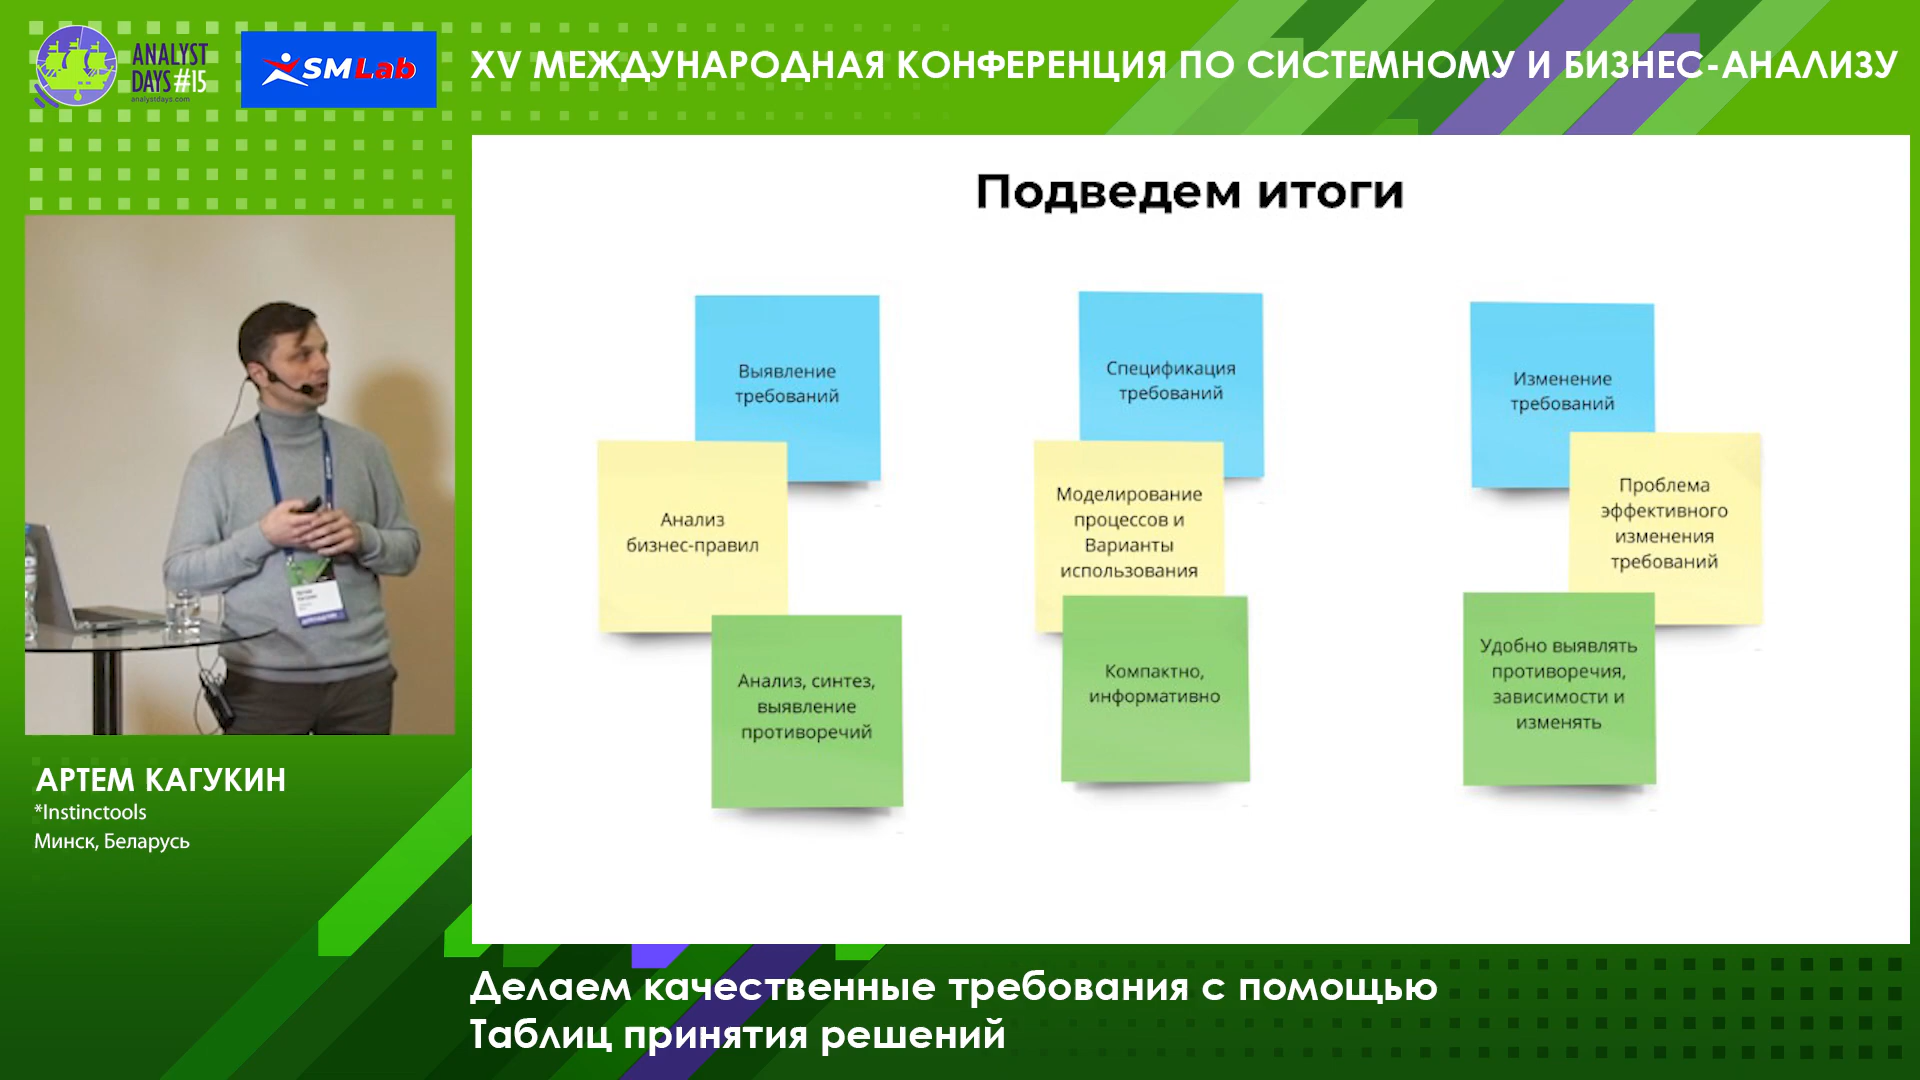 ANALYST
DAYS#15
analystdays.com
SMLab
XV МЕЖДУНАРОДНАЯ КОНФЕРЕНЦИЯ ПО СИСТЕМНОМУ И БИЗНЕС-АНАЛИЗУ
Подведем итоги
Выявление
требований
Анализ
бизнес-правил
Анализ, синтез,
выявление
противоречий
Спецификация
требований
Моделирование
процессов и
Варианты
использования
Компактно,
информативно
Изменение
требований
Проблема
эффективного
изменения
требований
Удобно выявлять
противоречия,
зависимости и
изменять
АРТЕМ КАГУКИН
*Instinctools
Минск, Беларусь
Делаем качественные требования с помощью
Таблиц принятия решений